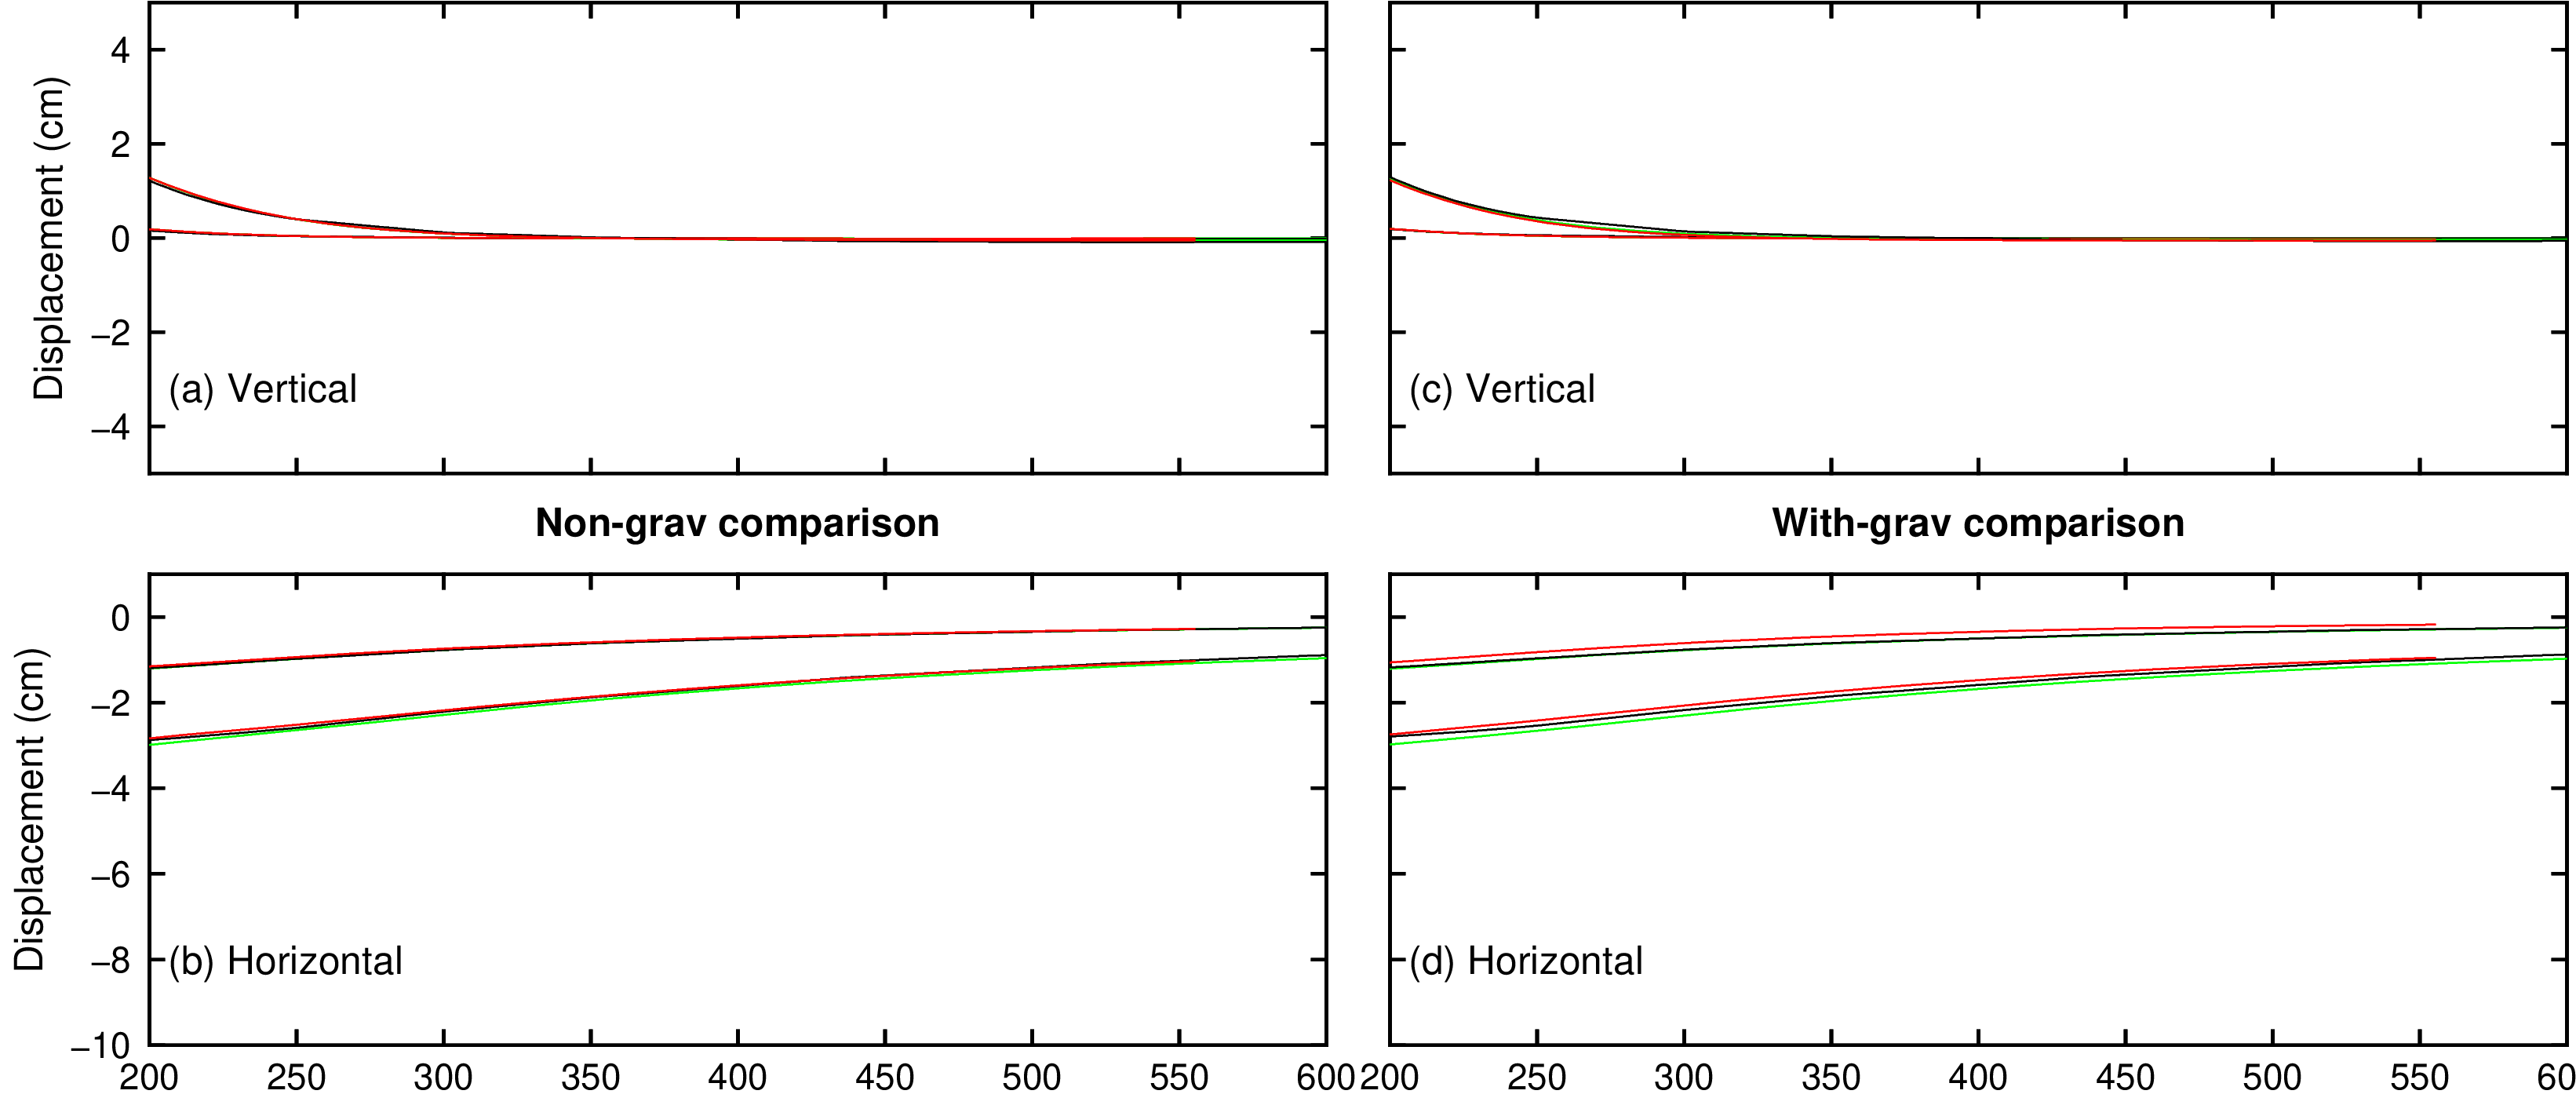 Displacement (cm)
4
2
0
−2
−4
(a) Vertical
(c) Vertical
Non-grav comparison
With-grav comparison
Displacement (cm)
0
−2
−4
−6
−8
−10
(b) Horizontal
(d) Horizontal
200 250 300 350 400 450 500 550 600
200 250 300 350 400 450 500 550 60